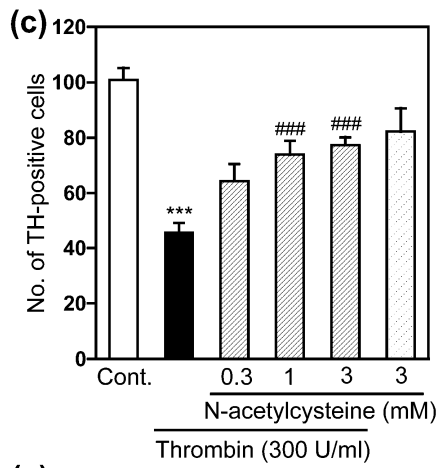 (c)
120
100
80
60
40
20
0
No. of TH-positive cells
***
###
###
Cont.
0.3 1 3 3
N-acetylcysteine (mM)
Thrombin (300 U/ml)